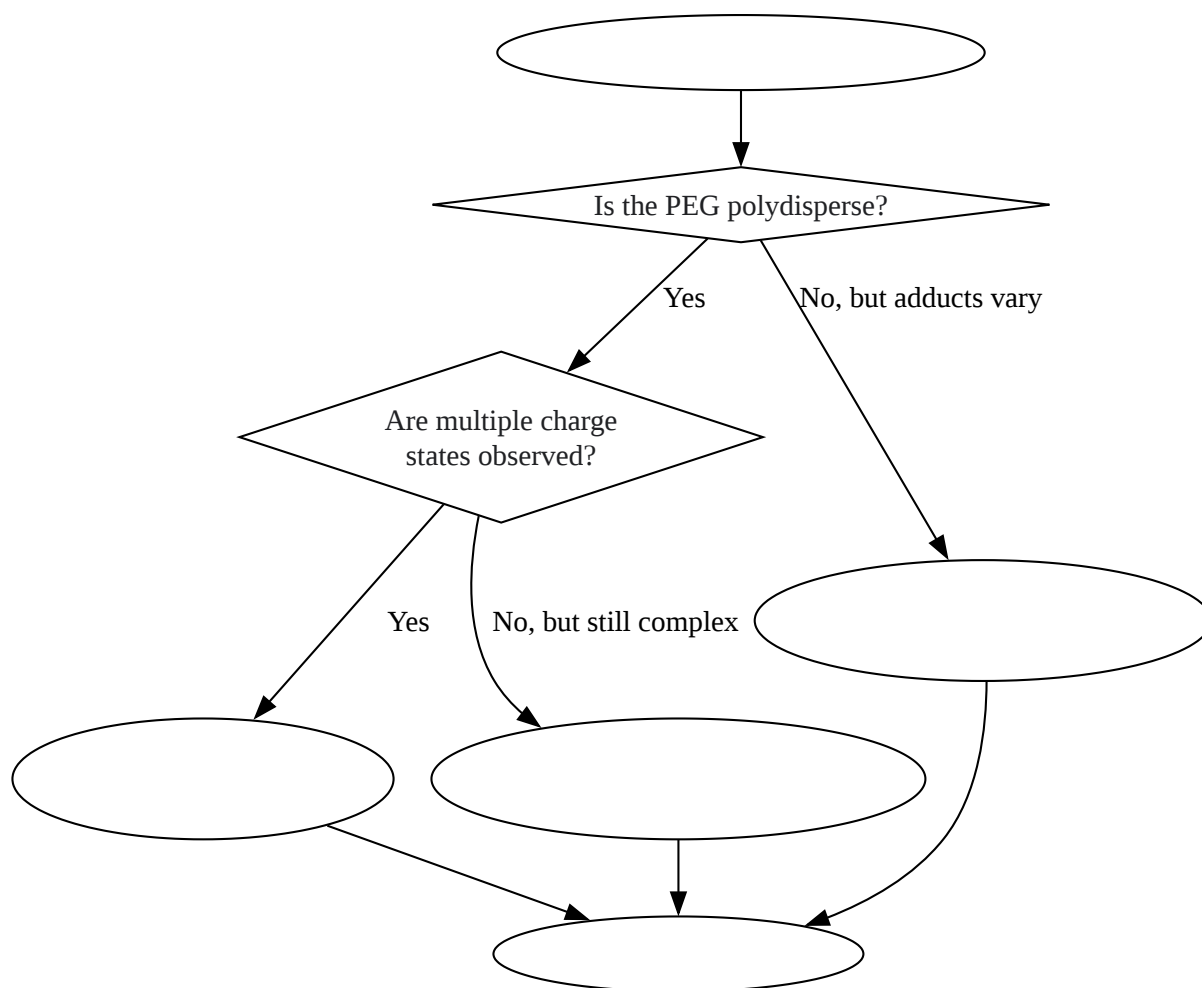 Is the PEG polydisperse?
Yes
No, but adducts vary
Are multiple charge
states observed?
Yes
No, but still complex